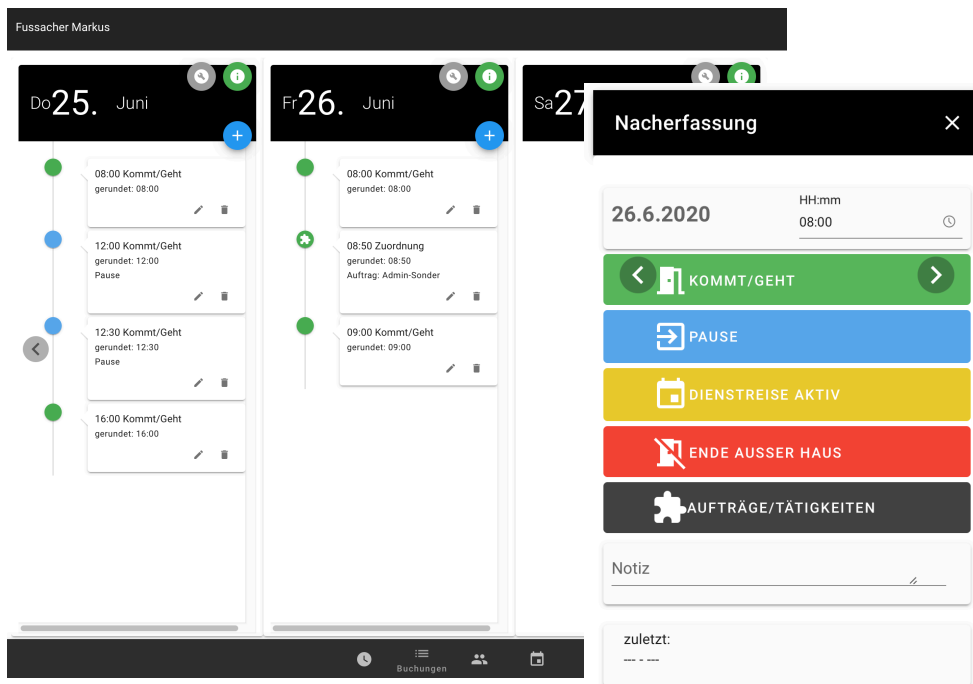 Fussacher Markus
Do 25. Juni
08:00 Kommt/Geht
gerundet: 08:00
12:00 Kommt/Geht
gerundet: 12:00
Pause
12:30 Kommt/Geht
gerundet: 12:30
Pause
16:00 Kommt/Geht
gerundet: 16:00
Fr 26. Juni
08:00 Kommt/Geht
gerundet: 08:00
08:50 Zuordnung
gerundet: 08:50
Auftrag: Admin-Sonder
09:00 Kommt/Geht
gerundet: 09:00
Sa 27
Buchungen
Nacherfassung
26.6.2020
HH:mm
08:00
KOMMT/GEHT
PAUSE
DIENSTREISE AKTIV
ENDE AUSSER HAUS
AUFTRÄGE/TÄTIGKEITEN
Notiz
zuletzt:
--- - ---